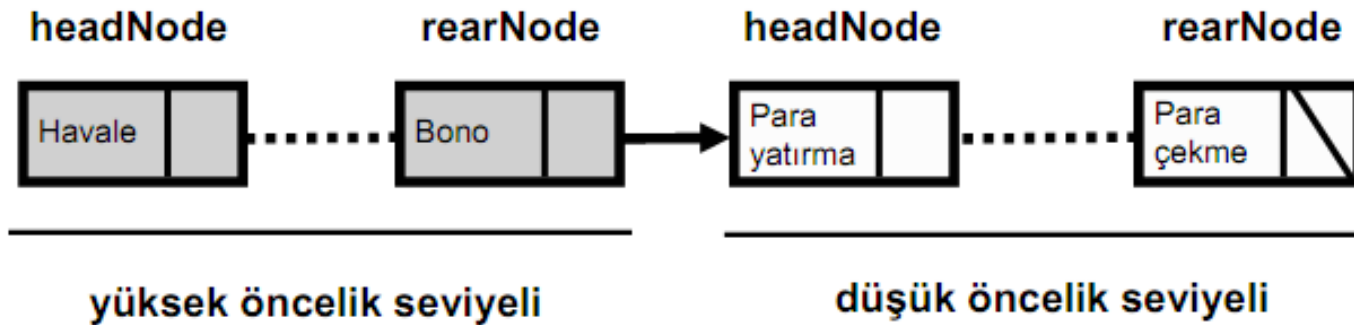 headNode rearNode headNode rearNode
Havale Bono Para yatırma Para çekme
yüksek öncelik seviyeli düşük öncelik seviyeli